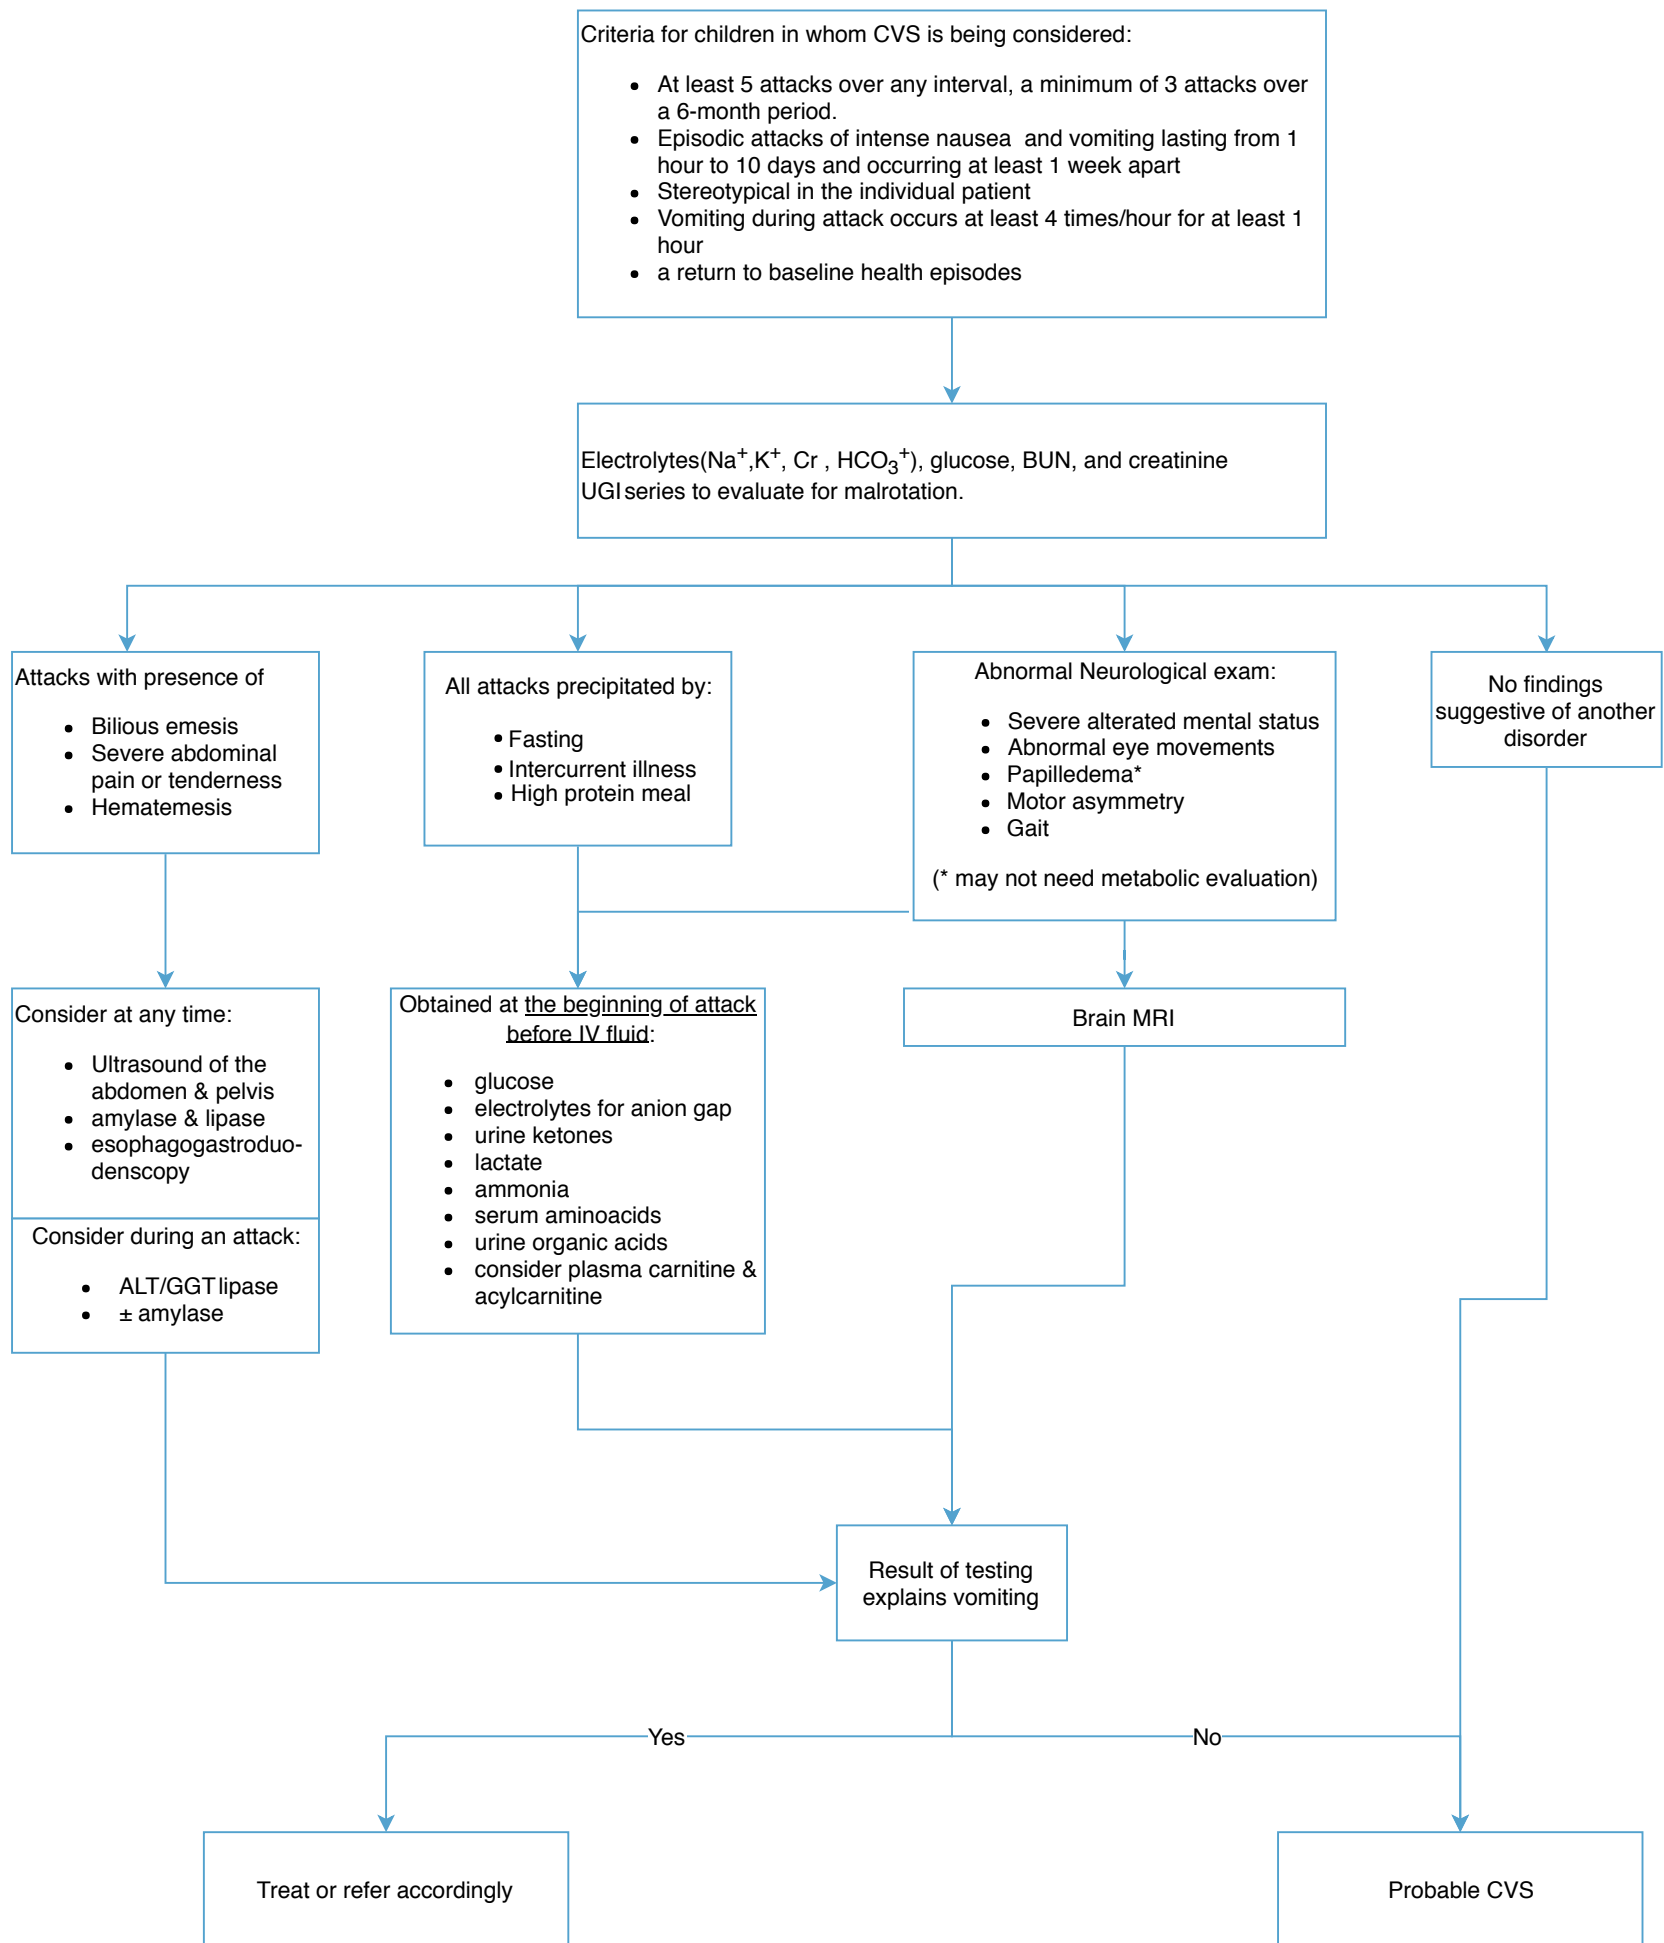 Criteria for children in whom CVS is being considered:
• At least 5 attacks over any interval, a minimum of 3 attacks over
a 6-month period.
• Episodic attacks of intense nausea and vomiting lasting from 1
hour to 10 days and occurring at least 1 week apart
• Stereotypical in the individual patient
• Vomiting during attack occurs at least 4 times/hour for at least 1
hour
• a return to baseline health episodes
Electrolytes(Na⁺,K⁺, Cr , HCO₃⁺), glucose, BUN, and creatinine
UGI series to evaluate for malrotation.
Attacks with presence of
• Bilious emesis
• Severe abdominal
pain or tenderness
• Hematemesis
All attacks precipitated by:
• Fasting
• Intercurrent illness
• High protein meal
Abnormal Neurological exam:
• Severe alterated mental status
• Abnormal eye movements
• Papilledema*
• Motor asymmetry
• Gait
(* may not need metabolic evaluation)
No findings
suggestive of another
disorder
Consider at any time:
• Ultrasound of the
abdomen & pelvis
• amylase & lipase
• esophagogastroduo-
denscopy
Consider during an attack:
• ALT/GGT lipase
• ± amylase
Obtained at the beginning of attack
before IV fluid:
• glucose
• electrolytes for anion gap
• urine ketones
• lactate
• ammonia
• serum aminoacids
• urine organic acids
• consider plasma carnitine &
acylcarnitine
Brain MRI
Result of testing
explains vomiting
Yes
No
Treat or refer accordingly
Probable CVS